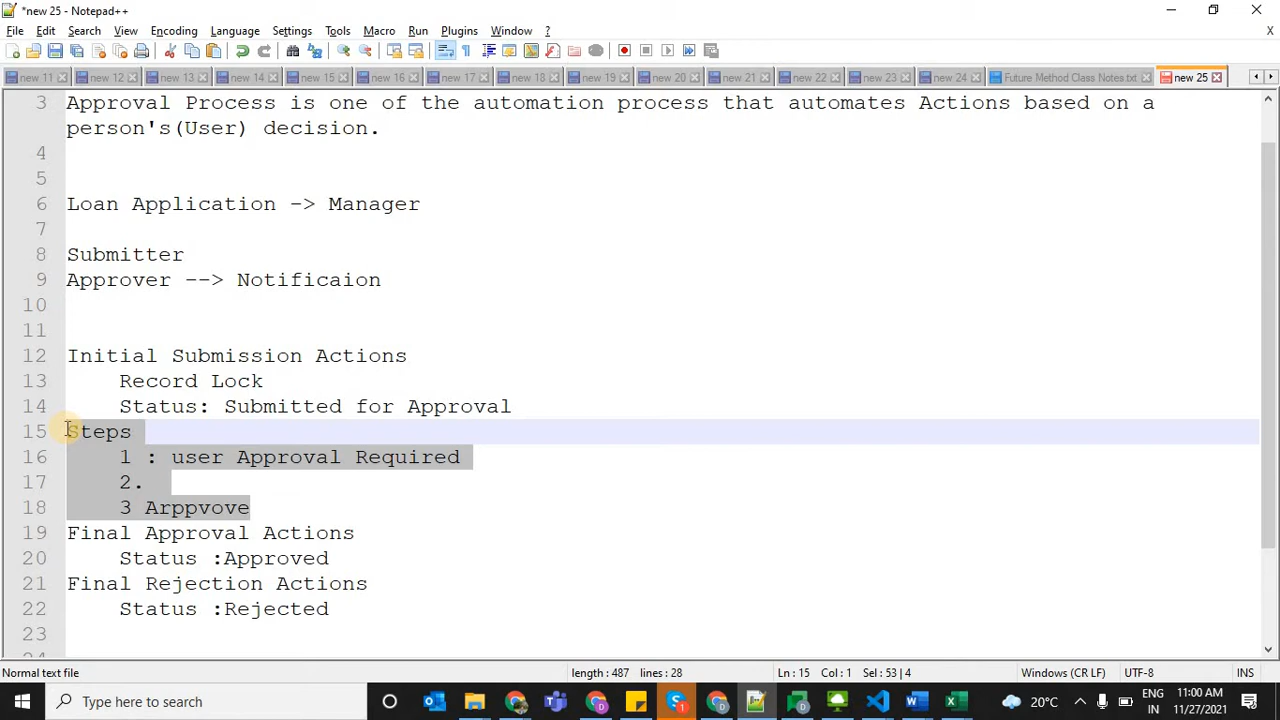 *new 25 - Notepad++
File Edit Search View Encoding Language Settings Tools Macro Run Plugins Window ? X
new 11 new 12 new 13 new 14 new 15 new 16 new 17 new 18 new 19 new 20 new 21 new 22 new 23 new 24 Future Method Class Notes.txt new 25
3 Approval Process is one of the automation process that automates Actions based on a
person's(User) decision.
4
5
6 Loan Application -> Manager
7
8 Submitter
9 Approver --> Notificaion
10
11
12 Initial Submission Actions
13 Record Lock
14 Status: Submitted for Approval
15 Steps
16 1 : user Approval Required
17 2.
18 3 Arppvove
19 Final Approval Actions
20 Status :Approved
21 Final Rejection Actions
22 Status :Rejected
23
Normal text file length : 487 lines : 28 Ln : 15 Col : 1 Sel : 53 | 4 Windows (CR LF) UTF-8 INS
Type here to search 20°C ENG IN 11:00 AM 11/27/2021